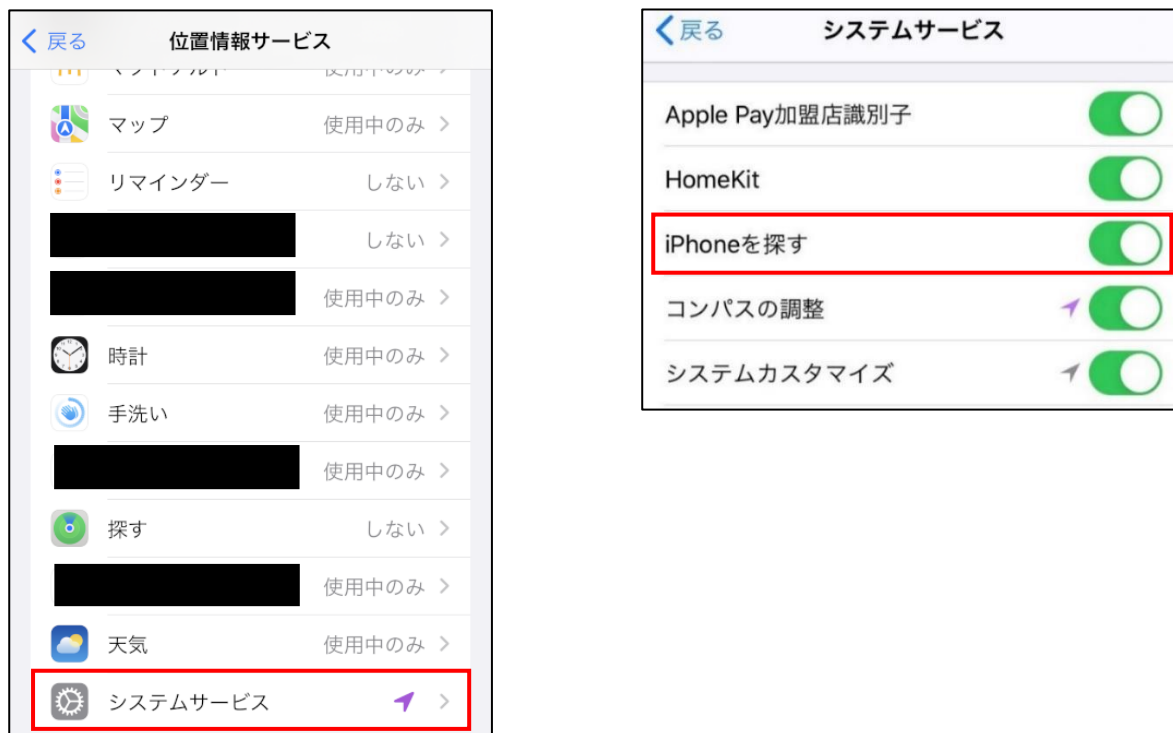 戻る 位置情報サービス
マップ 使用中のみ
リマインダー しない
しない
使用中のみ
時計 使用中のみ
手洗い 使用中のみ
使用中のみ
探す しない
使用中のみ
天気 使用中のみ
システムサービス
戻る システムサービス
Apple Pay加盟店識別子
HomeKit
iPhoneを探す
コンパスの調整
システムカスタマイズ